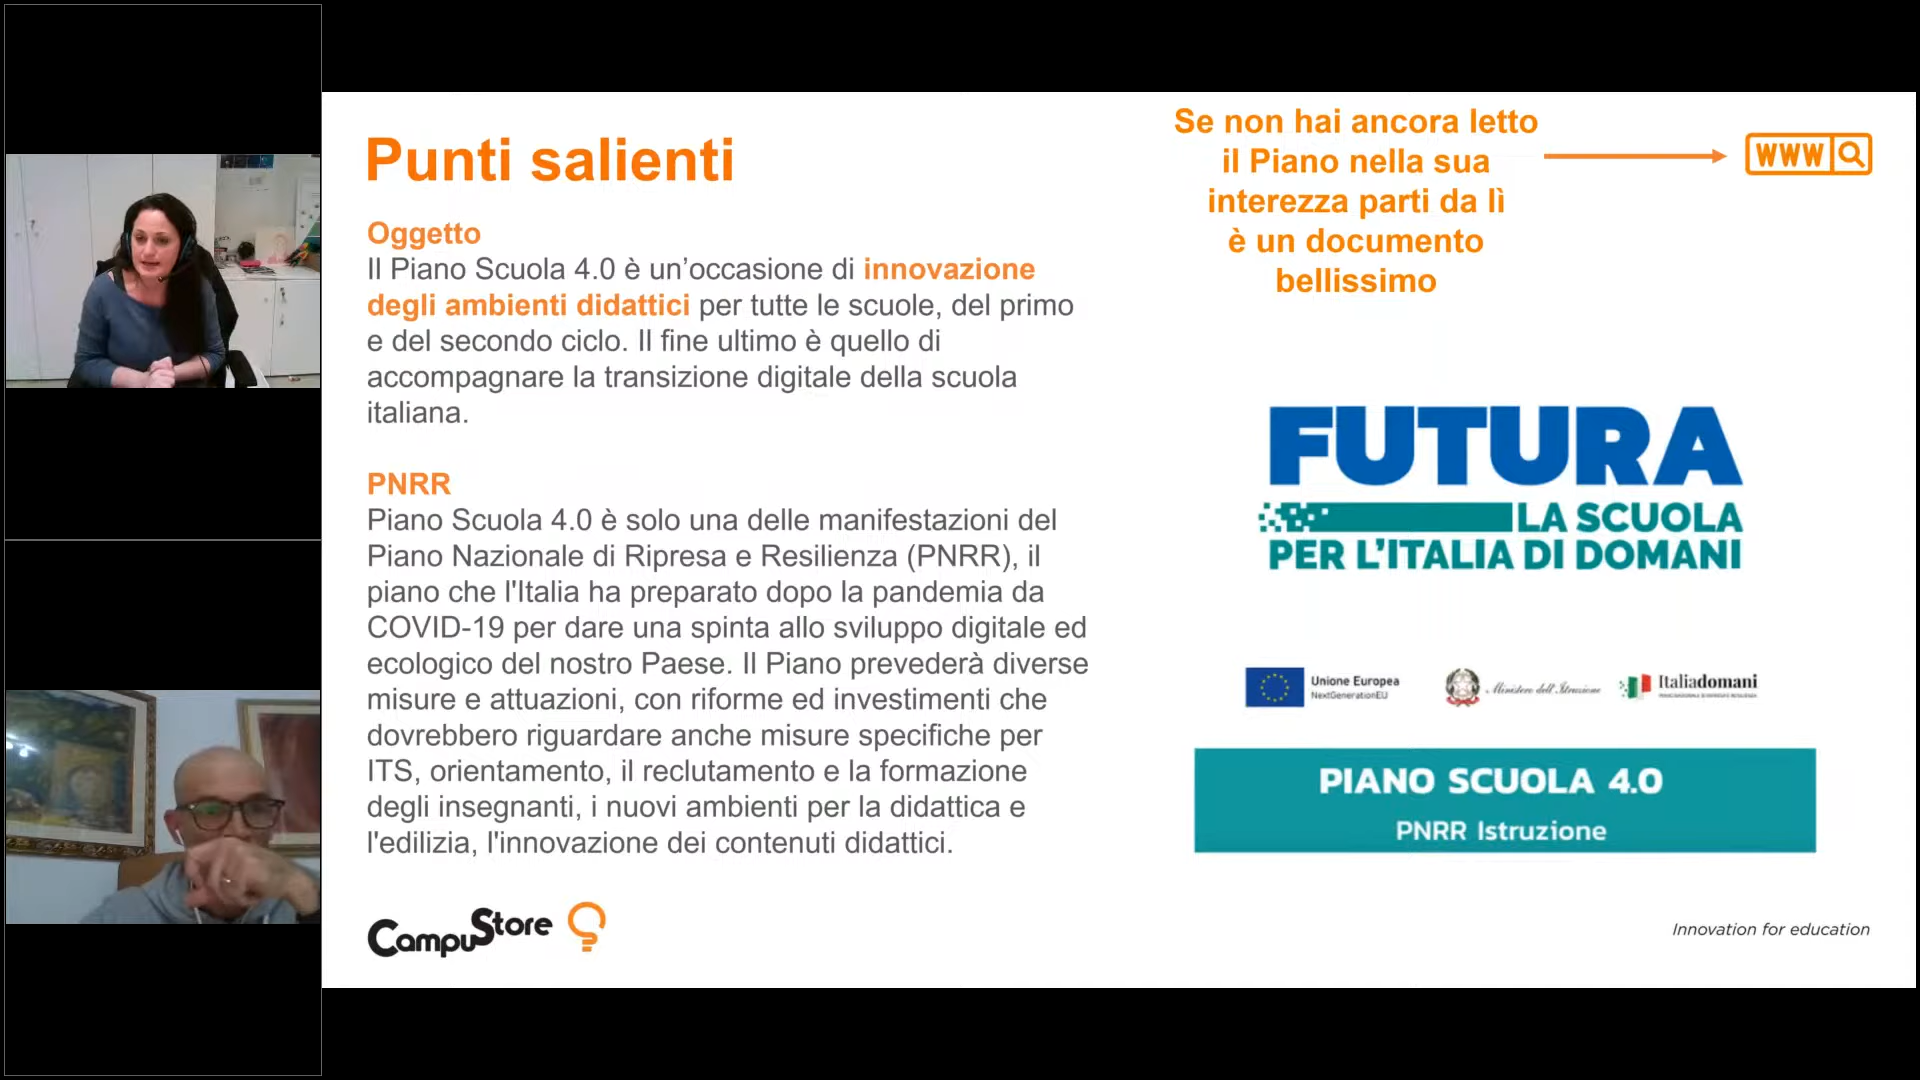 Punti salienti
Oggetto
Il Piano Scuola 4.0 è un’occasione di innovazione
degli ambienti didattici per tutte le scuole, del primo
e del secondo ciclo. Il fine ultimo è quello di
accompagnare la transizione digitale della scuola
italiana.
PNRR
Piano Scuola 4.0 è solo una delle manifestazioni del
Piano Nazionale di Ripresa e Resilienza (PNRR), il
piano che l'Italia ha preparato dopo la pandemia da
COVID-19 per dare una spinta allo sviluppo digitale ed
ecologico del nostro Paese. Il Piano prevederà diverse
misure e attuazioni, con riforme ed investimenti che
dovrebbero riguardare anche misure specifiche per
ITS, orientamento, il reclutamento e la formazione
degli insegnanti, i nuovi ambienti per la didattica e
l'edilizia, l'innovazione dei contenuti didattici.
Se non hai ancora letto
il Piano nella sua
interezza parti da lì
è un documento
bellissimo
WWW
FUTURA
LA SCUOLA
PER L’ITALIA DI DOMANI
Unione Europea
NextGenerationEU
Ministero dell'Istruzione
Italiadomani
PIANO SCUOLA 4.0
PNRR Istruzione
CampuStore
Innovation for education